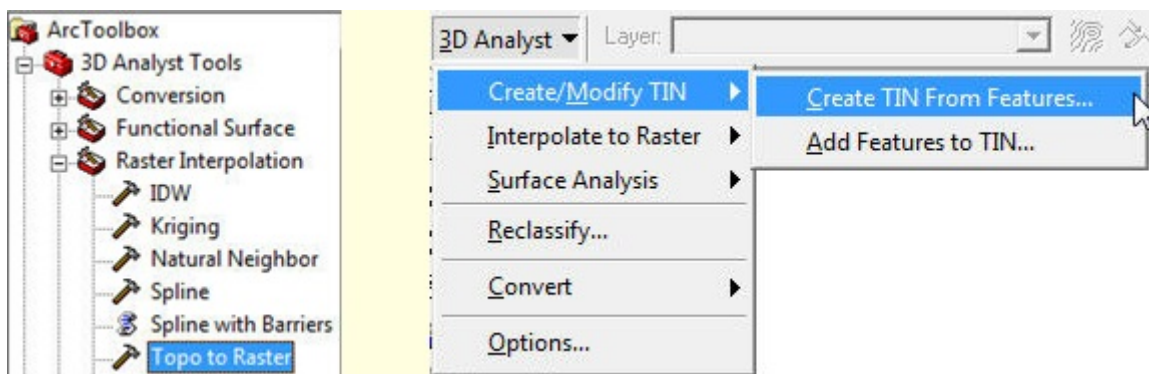 ArcToolbox
3D Analyst Tools
Conversion
Functional Surface
Raster Interpolation
IDW
Kriging
Natural Neighbor
Spline
Spline with Barriers
Topo to Raster
3D Analyst Layer:
Create/Modify TIN
Interpolate to Raster
Surface Analysis
Reclassify...
Convert
Options...
Create TIN From Features...
Add Features to TIN...